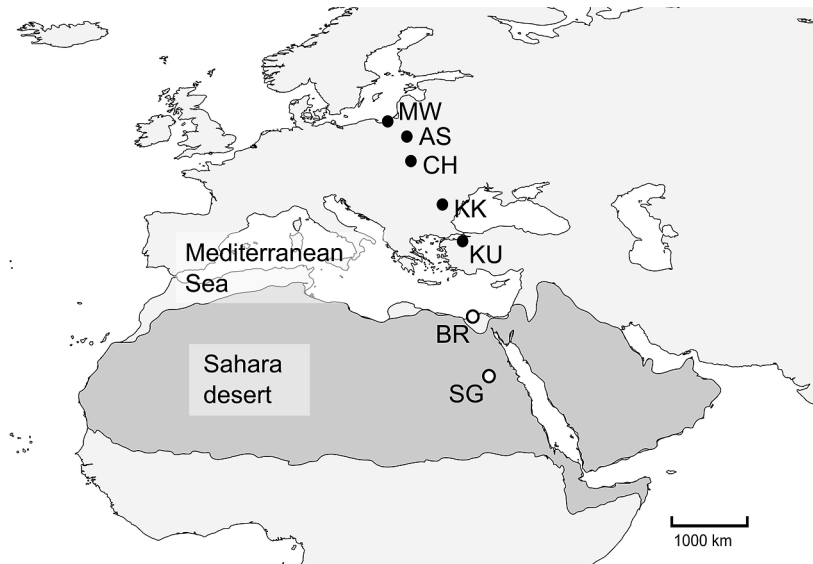 MW
AS
CH
KK
KU
Mediterranean
Sea
BR
Sahara
desert
SG
1000 km